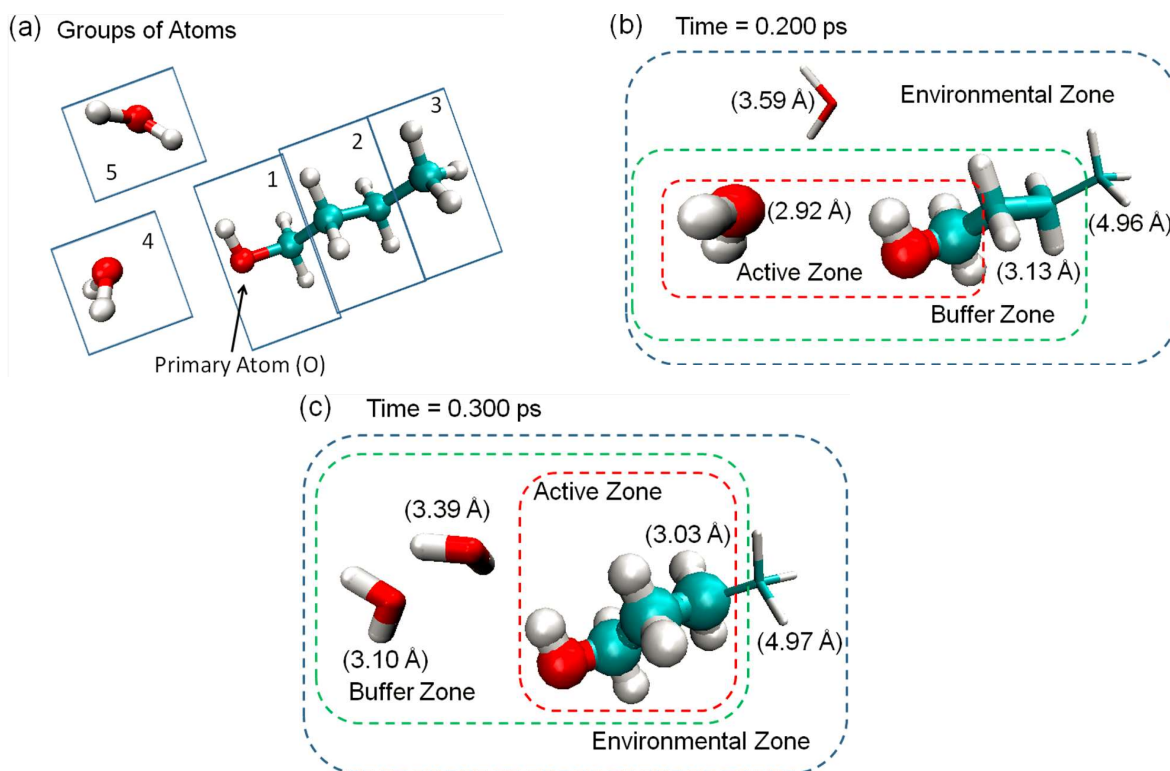 (a) Groups of Atoms
3
2
5
1
4
Primary Atom (O)
(b) Time = 0.200 ps
(3.59 Å)
Environmental Zone
(2.92 Å)
(4.96 Å)
(3.13 Å)
Active Zone
Buffer Zone
(c) Time = 0.300 ps
Active Zone
(3.39 Å)
(3.03 Å)
(4.97 Å)
(3.10 Å)
Buffer Zone
Environmental Zone